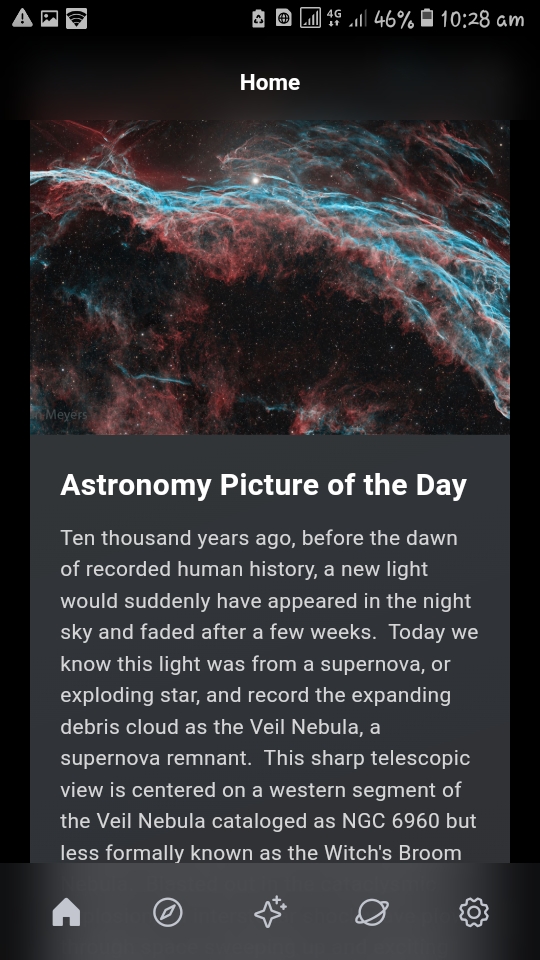 4G
46%
10:28 am
Home
Meyers
Astronomy Picture of the Day
Ten thousand years ago, before the dawn
of recorded human history, a new light
would suddenly have appeared in the night
sky and faded after a few weeks.  Today we
know this light was from a supernova, or
exploding star, and record the expanding
debris cloud as the Veil Nebula, a
supernova remnant.  This sharp telescopic
view is centered on a western segment of
the Veil Nebula cataloged as NGC 6960 but
less formally known as the Witch's Broom